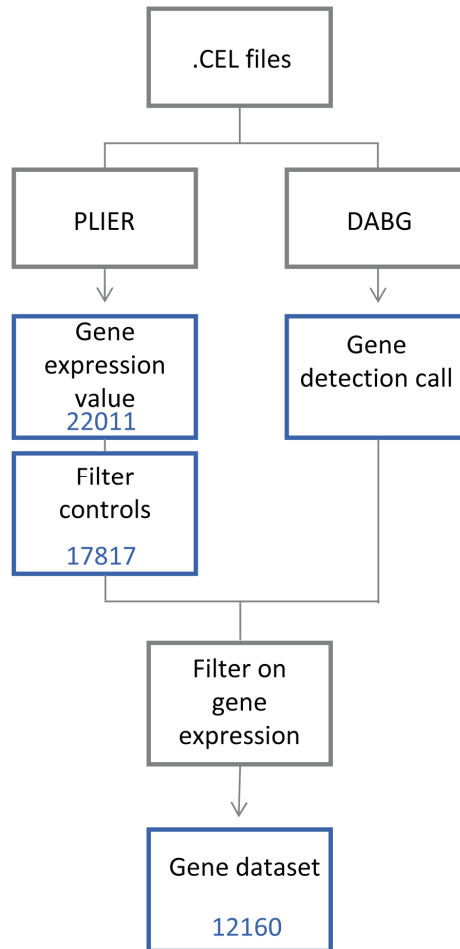 .CEL files
PLIER
DABG
Gene
expression
value
22011
Gene
detection call
Filter
controls
17817
Filter on
gene
expression
Gene dataset
12160